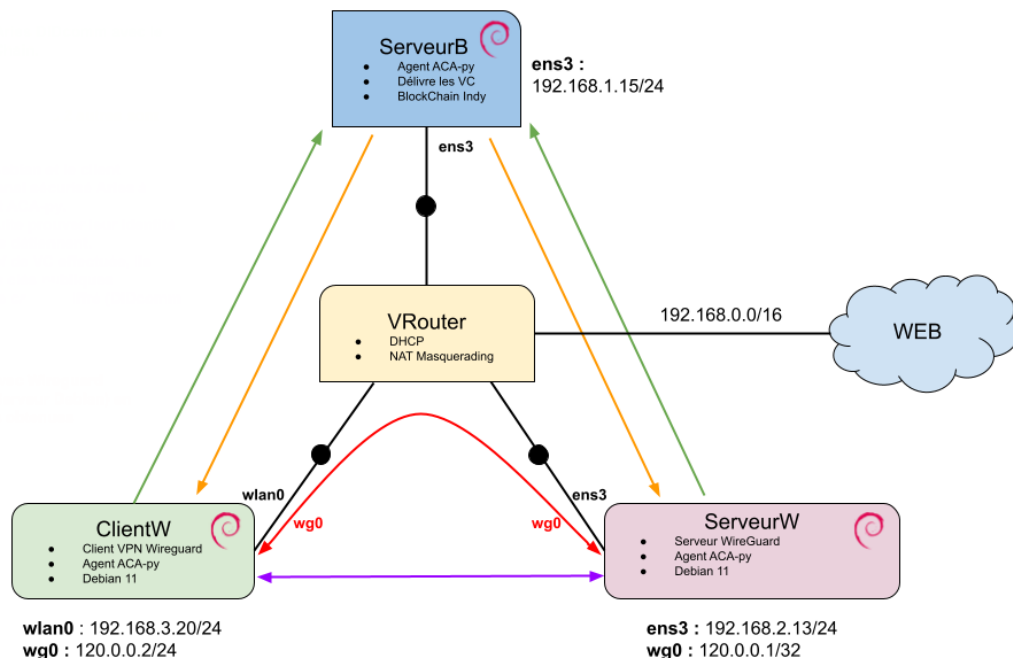 ServeurB
Agent ACA-py
Délivre les VC
BlockChain Indy
ens3 :
192.168.1.15/24
ens3
VRouter
DHCP
NAT Masquerading
192.168.0.0/16
WEB
wlan0
ens3
wg0
wg0
ClientW
Client VPN Wireguard
Agent ACA-py
Debian 11
ServeurW
Serveur WireGuard
Agent ACA-py
Debian 11
wlan0 : 192.168.3.20/24
wg0 : 120.0.0.2/24
ens3 : 192.168.2.13/24
wg0 : 120.0.0.1/32